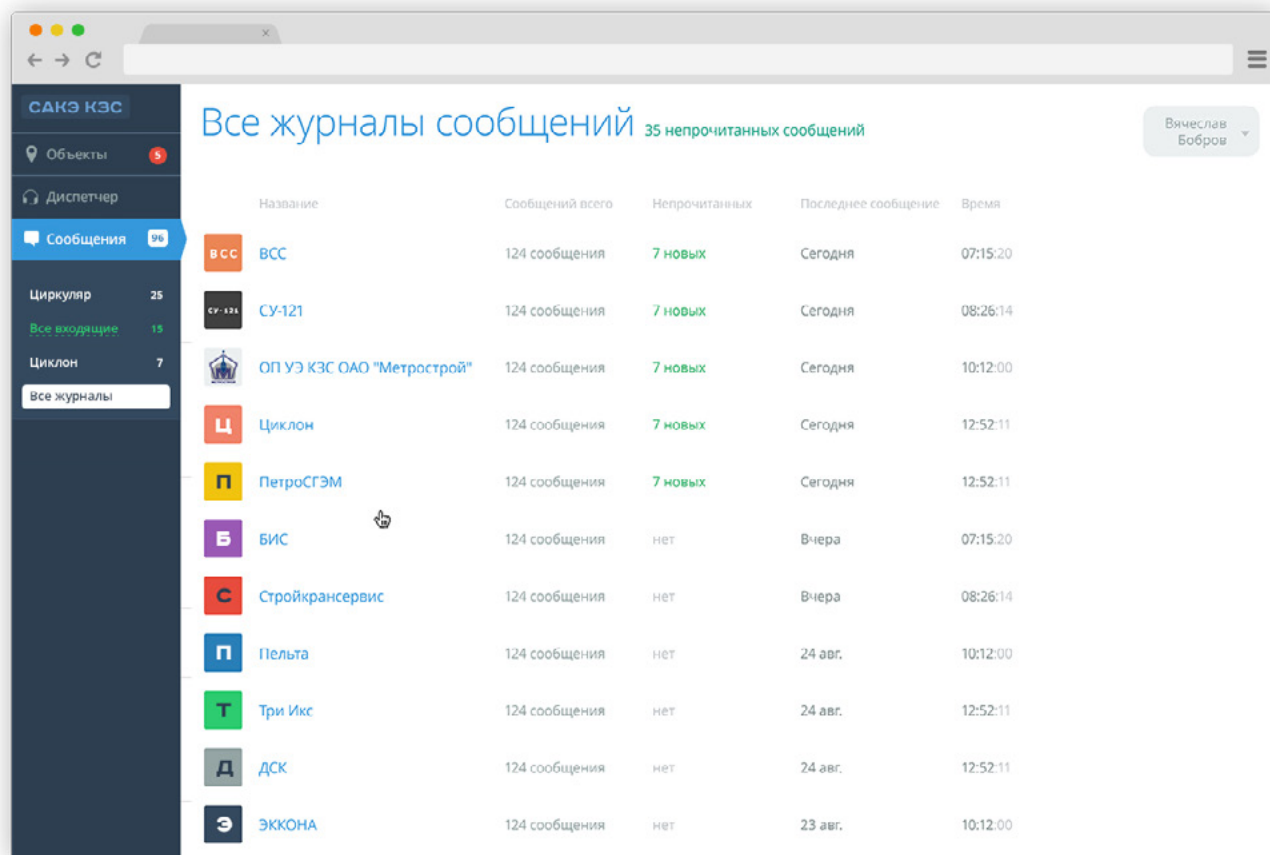 САКЭ КЗС
Объекты 5
Диспетчер
Сообщения 96
Циркуляр 25
Все входящие 15
Циклон 7
Все журналы
Все журналы сообщений 35 непрочитанных сообщений
Вячеслав
Бобров
Название Сообщений всего Непрочитанных Последнее сообщение Время
ВСС ВСС 124 сообщения 7 новых Сегодня 07:15:20
СУ-121 СУ-121 124 сообщения 7 новых Сегодня 08:26:14
ОП УЭ КЗС ОАО "Метрострой" 124 сообщения 7 новых Сегодня 10:12:00
Ц Циклон 124 сообщения 7 новых Сегодня 12:52:11
П ПетроСГЭМ 124 сообщения 7 новых Сегодня 12:52:11
Б БИС 124 сообщения нет Вчера 07:15:20
С Стройкрансервис 124 сообщения нет Вчера 08:26:14
П Пельта 124 сообщения нет 24 авг. 10:12:00
Т Три Икс 124 сообщения нет 24 авг. 12:52:11
Д ДСК 124 сообщения нет 24 авг. 12:52:11
Э ЭККОНА 124 сообщения нет 23 авг. 10:12:00